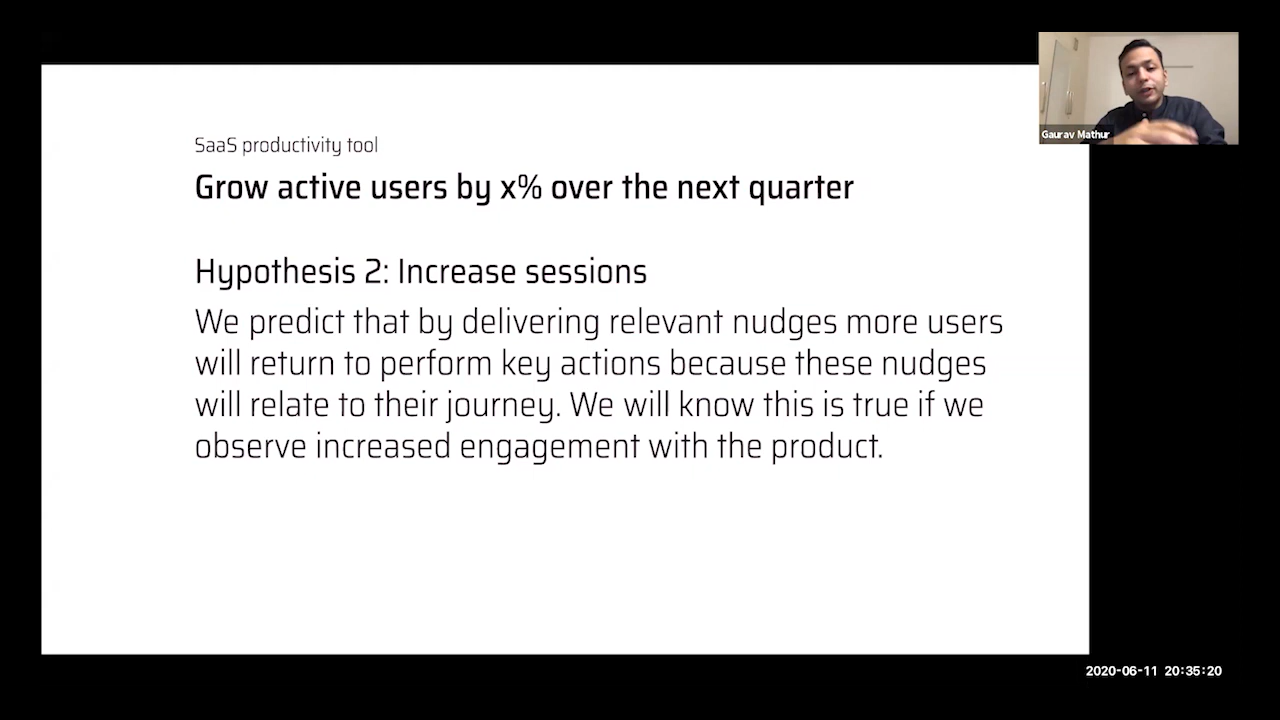 SaaS productivity tool
Grow active users by x% over the next quarter
Hypothesis 2: Increase sessions
We predict that by delivering relevant nudges more users
will return to perform key actions because these nudges
will relate to their journey. We will know this is true if we
observe increased engagement with the product.
Gaurav Mathur
2020-06-11 20:35:20